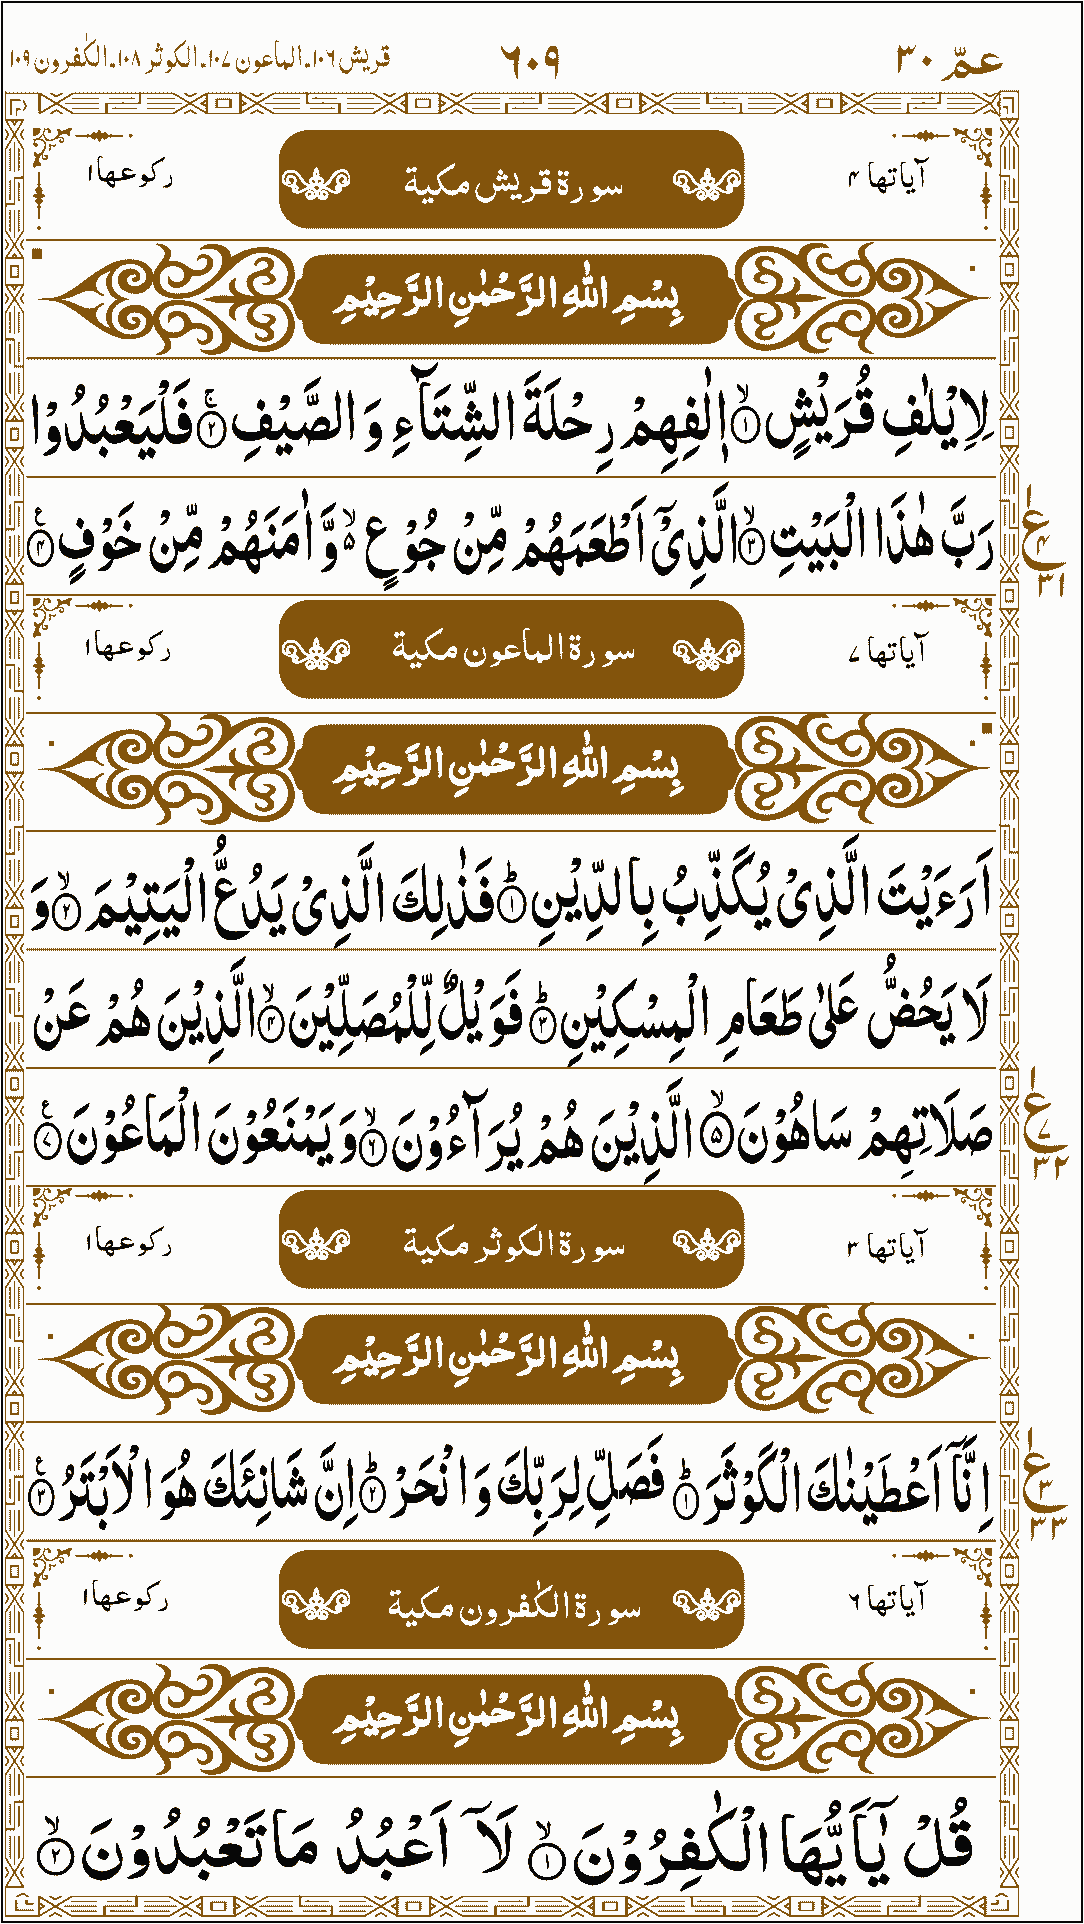 عمّ ۳۰ ۶۰۹ قریش ۱۰۶۔الماعون ۱۰۷۔الکوثر ۱۰۸۔الکٰفرون ۱۰۹
آیاتها ۴ سورة قریش مکیة رکوعها ۱
بِسْمِ اللّٰهِ الرَّحْمٰنِ الرَّحِیْمِ
لِاِیْلٰفِ قُرَیْشٍ ۙ۱ اٖلٰفِهِمْ رِحْلَةَ الشِّتَآءِ وَ الصَّیْفِ ۚ۲ فَلْیَعْبُدُوْا
رَبَّ هٰذَا الْبَیْتِ ۙ۳ الَّذِیْۤ اَطْعَمَهُمْ مِّنْ جُوْعٍ ۙ۬ وَّ اٰمَنَهُمْ مِّنْ خَوْفٍ ۴ع
ع ۴ ۳۱
آیاتها ۷ سورة الماعون مکیة رکوعها ۱
بِسْمِ اللّٰهِ الرَّحْمٰنِ الرَّحِیْمِ
اَرَءَیْتَ الَّذِیْ یُكَذِّبُ بِالدِّیْنِ ؕ۱ فَذٰلِكَ الَّذِیْ یَدُعُّ الْیَتِیْمَ ۙ۲ وَ
لَا یَحُضُّ عَلٰی طَعَامِ الْمِسْكِیْنِ ؕ۳ فَوَیْلٌ لِّلْمُصَلِّیْنَ ۙ۴ الَّذِیْنَ هُمْ عَنْ
صَلَاتِهِمْ سَاهُوْنَ ۙ۵ الَّذِیْنَ هُمْ یُرَآءُوْنَ ۙ۶ وَ یَمْنَعُوْنَ الْمَاعُوْنَ ۷ع
ع ۷ ۳۲
آیاتها ۳ سورة الکوثر مکیة رکوعها ۱
بِسْمِ اللّٰهِ الرَّحْمٰنِ الرَّحِیْمِ
اِنَّاۤ اَعْطَیْنٰكَ الْكَوْثَرَ ؕ۱ فَصَلِّ لِرَبِّكَ وَ انْحَرْ ؕ۲ اِنَّ شَانِئَكَ هُوَ الْاَبْتَرُ ۳ع
ع ۳ ۳۳
آیاتها ۶ سورة الکٰفرون مکیة رکوعها ۱
بِسْمِ اللّٰهِ الرَّحْمٰنِ الرَّحِیْمِ
قُلْ یٰۤاَیُّهَا الْكٰفِرُوْنَ ۙ۱ لَاۤ اَعْبُدُ مَا تَعْبُدُوْنَ ۙ۲